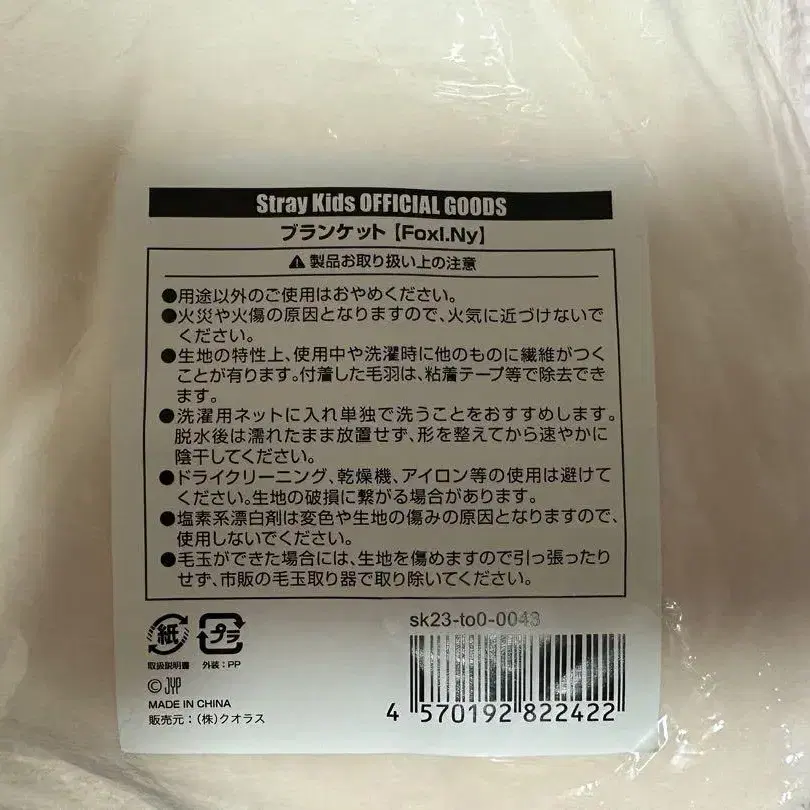 Stray Kids OFFICIAL GOODS
ブランケット【FoxI.Ny】
⚠製品お取り扱い上の注意
●用途以外のご使用はおやめください。
●火災や火傷の原因となりますので、火気に近づけないで
ください。
●生地の特性上、使用中や洗濯時に他のものに繊維がつく
ことが有ります。付着した毛羽は、粘着テープ等で除去でき
ます。
●洗濯用ネットに入れ単独で洗うことをおすすめします。
脱水後は濡れたまま放置せず、形を整えてから速やかに
陰干してください。
●ドライクリーニング、乾燥機、アイロン等の使用は避けて
ください。生地の破損に繋がる場合があります。
●塩素系漂白剤は変色や生地の傷みの原因となりますので、
使用しないでください。
●毛玉ができた場合には、生地を傷めますので引っ張ったり
せず、市販の毛玉取り器で取り除いてください。
紙 プラ
取扱説明書 外装:PP
© JYP
MADE IN CHINA
販売元:(株)クオラス
sk23-to0-0043
4 570192 822422